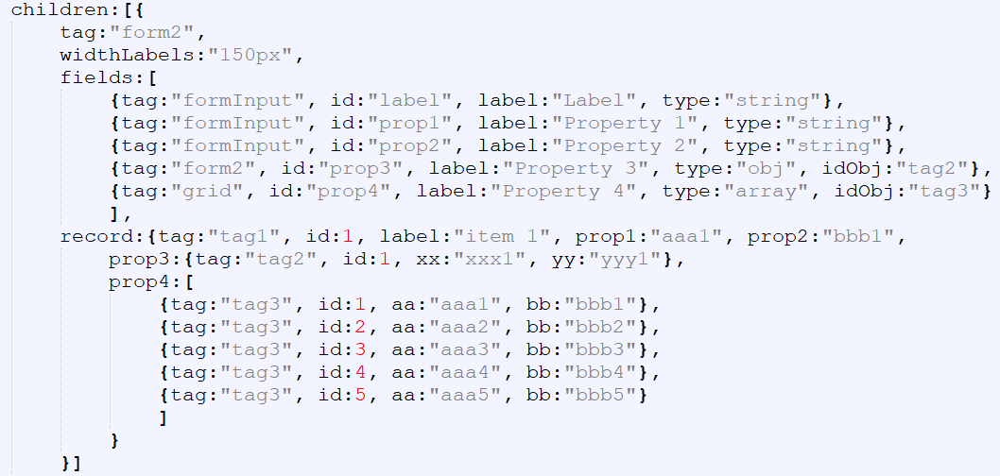 children:[{
tag:"form2",
widthLabels:"150px",
fields:[
{tag:"formInput", id:"label", label:"Label", type:"string"},
{tag:"formInput", id:"prop1", label:"Property 1", type:"string"},
{tag:"formInput", id:"prop2", label:"Property 2", type:"string"},
{tag:"form2", id:"prop3", label:"Property 3", type:"obj", idObj:"tag2"},
{tag:"grid", id:"prop4", label:"Property 4", type:"array", idObj:"tag3"}
],
record:{tag:"tag1", id:1, label:"item 1", prop1:"aaa1", prop2:"bbb1",
prop3:{tag:"tag2", id:1, xx:"xxx1", yy:"yyy1"},
prop4:[
{tag:"tag3", id:1, aa:"aaa1", bb:"bbb1"},
{tag:"tag3", id:2, aa:"aaa2", bb:"bbb2"},
{tag:"tag3", id:3, aa:"aaa3", bb:"bbb3"},
{tag:"tag3", id:4, aa:"aaa4", bb:"bbb4"},
{tag:"tag3", id:5, aa:"aaa5", bb:"bbb5"}
]
}
}]